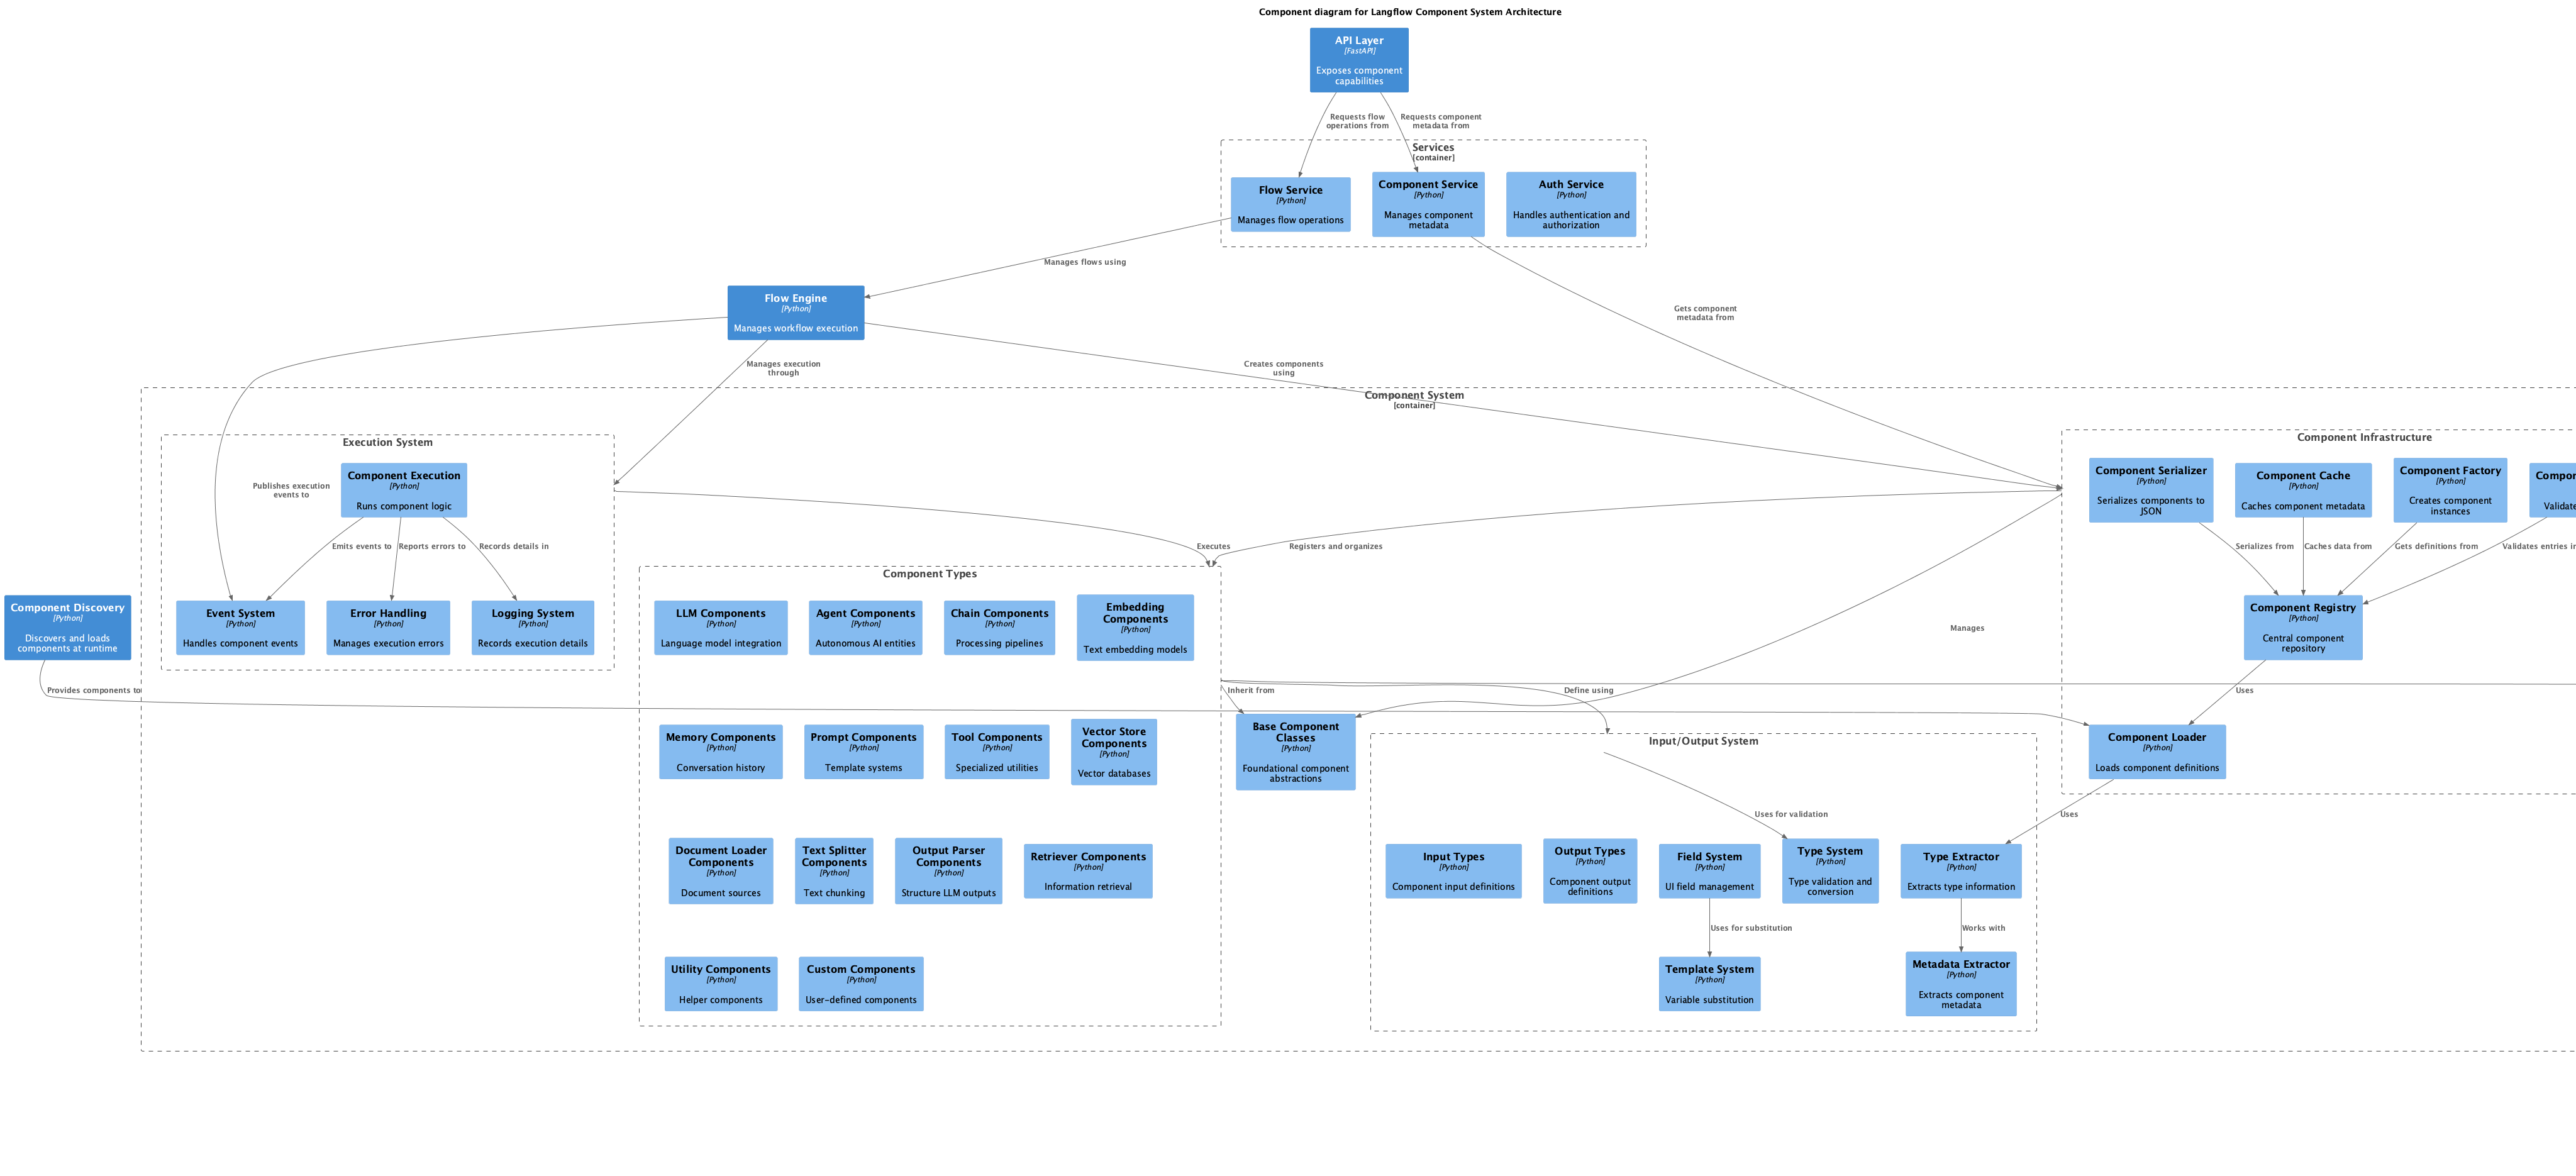 Component diagram for Langflow Component System Architecture
API Layer
[FastAPI]
Exposes component
capabilities
Requests flow
operations from
Requests component
metadata from
Services
[container]
Flow Service
[Python]
Manages flow operations
Component Service
[Python]
Manages component
metadata
Auth Service
[Python]
Handles authentication and
authorization
Manages flows using
Flow Engine
[Python]
Manages workflow execution
Gets component
metadata from
Manages execution
through
Creates components
using
Component System
[container]
Execution System
Component Execution
[Python]
Runs component logic
Publishes execution
events to
Emits events to
Reports errors to
Records details in
Event System
[Python]
Handles component events
Error Handling
[Python]
Manages execution errors
Logging System
[Python]
Records execution details
Component Discovery
[Python]
Discovers and loads
components at runtime
Provides components to
Executes
Registers and organizes
Component Types
LLM Components
[Python]
Language model integration
Agent Components
[Python]
Autonomous AI entities
Chain Components
[Python]
Processing pipelines
Embedding
Components
[Python]
Text embedding models
Memory Components
[Python]
Conversation history
Prompt Components
[Python]
Template systems
Tool Components
[Python]
Specialized utilities
Vector Store
Components
[Python]
Vector databases
Document Loader
Components
[Python]
Document sources
Text Splitter
Components
[Python]
Text chunking
Output Parser
Components
[Python]
Structure LLM outputs
Retriever Components
[Python]
Information retrieval
Utility Components
[Python]
Helper components
Custom Components
[Python]
User-defined components
Inherit from
Define using
Manages
Base Component
Classes
[Python]
Foundational component
abstractions
Component Infrastructure
Component Serializer
[Python]
Serializes components to
JSON
Component Cache
[Python]
Caches component metadata
Component Factory
[Python]
Creates component
instances
Compor
Validate
Serializes from
Caches data from
Gets definitions from
Validates entries in
Component Registry
[Python]
Central component
repository
Uses
Component Loader
[Python]
Loads component definitions
Uses
Input/Output System
Uses for validation
Input Types
[Python]
Component input definitions
Output Types
[Python]
Component output
definitions
Field System
[Python]
UI field management
Type System
[Python]
Type validation and
conversion
Type Extractor
[Python]
Extracts type information
Uses for substitution
Works with
Template System
[Python]
Variable substitution
Metadata Extractor
[Python]
Extracts component
metadata